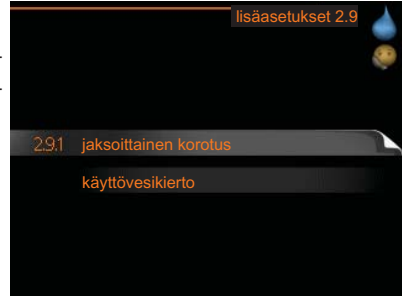 lisäasetukset 2.9
2.9.1 jaksoittainen korotus
käyttövesikierto